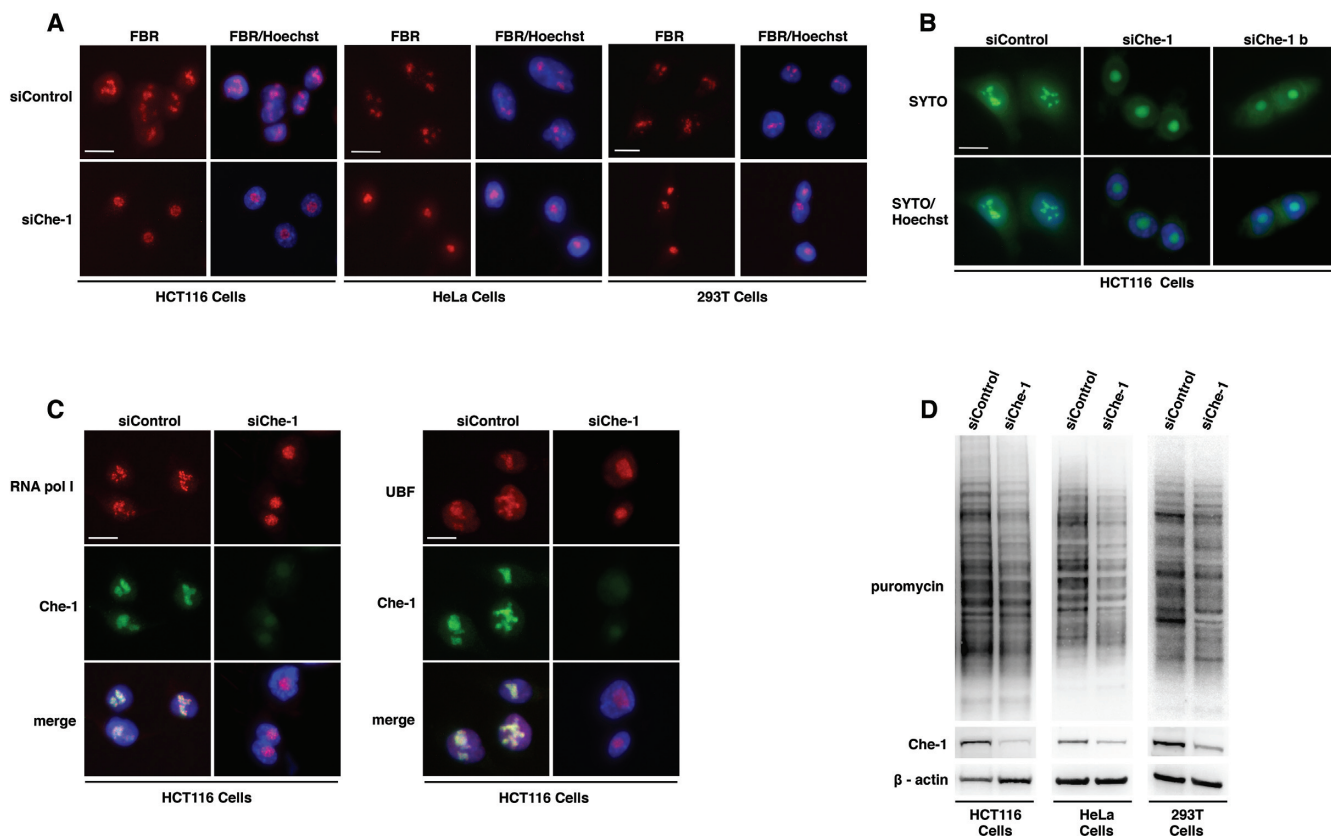 A
FBR FBR/Hoechst FBR FBR/Hoechst FBR FBR/Hoechst
siControl
siChe-1
HCT116 Cells HeLa Cells 293T Cells
B
siControl siChe-1 siChe-1 b
SYTO
SYTO/
Hoechst
HCT116 Cells
C
siControl siChe-1
RNA pol I
Che-1
merge
HCT116 Cells
siControl siChe-1
UBF
Che-1
merge
HCT116 Cells
D
siControl siChe-1 siControl siChe-1 siControl siChe-1
puromycin
Che-1
β - actin
HCT116 HeLa 293T
Cells Cells Cells